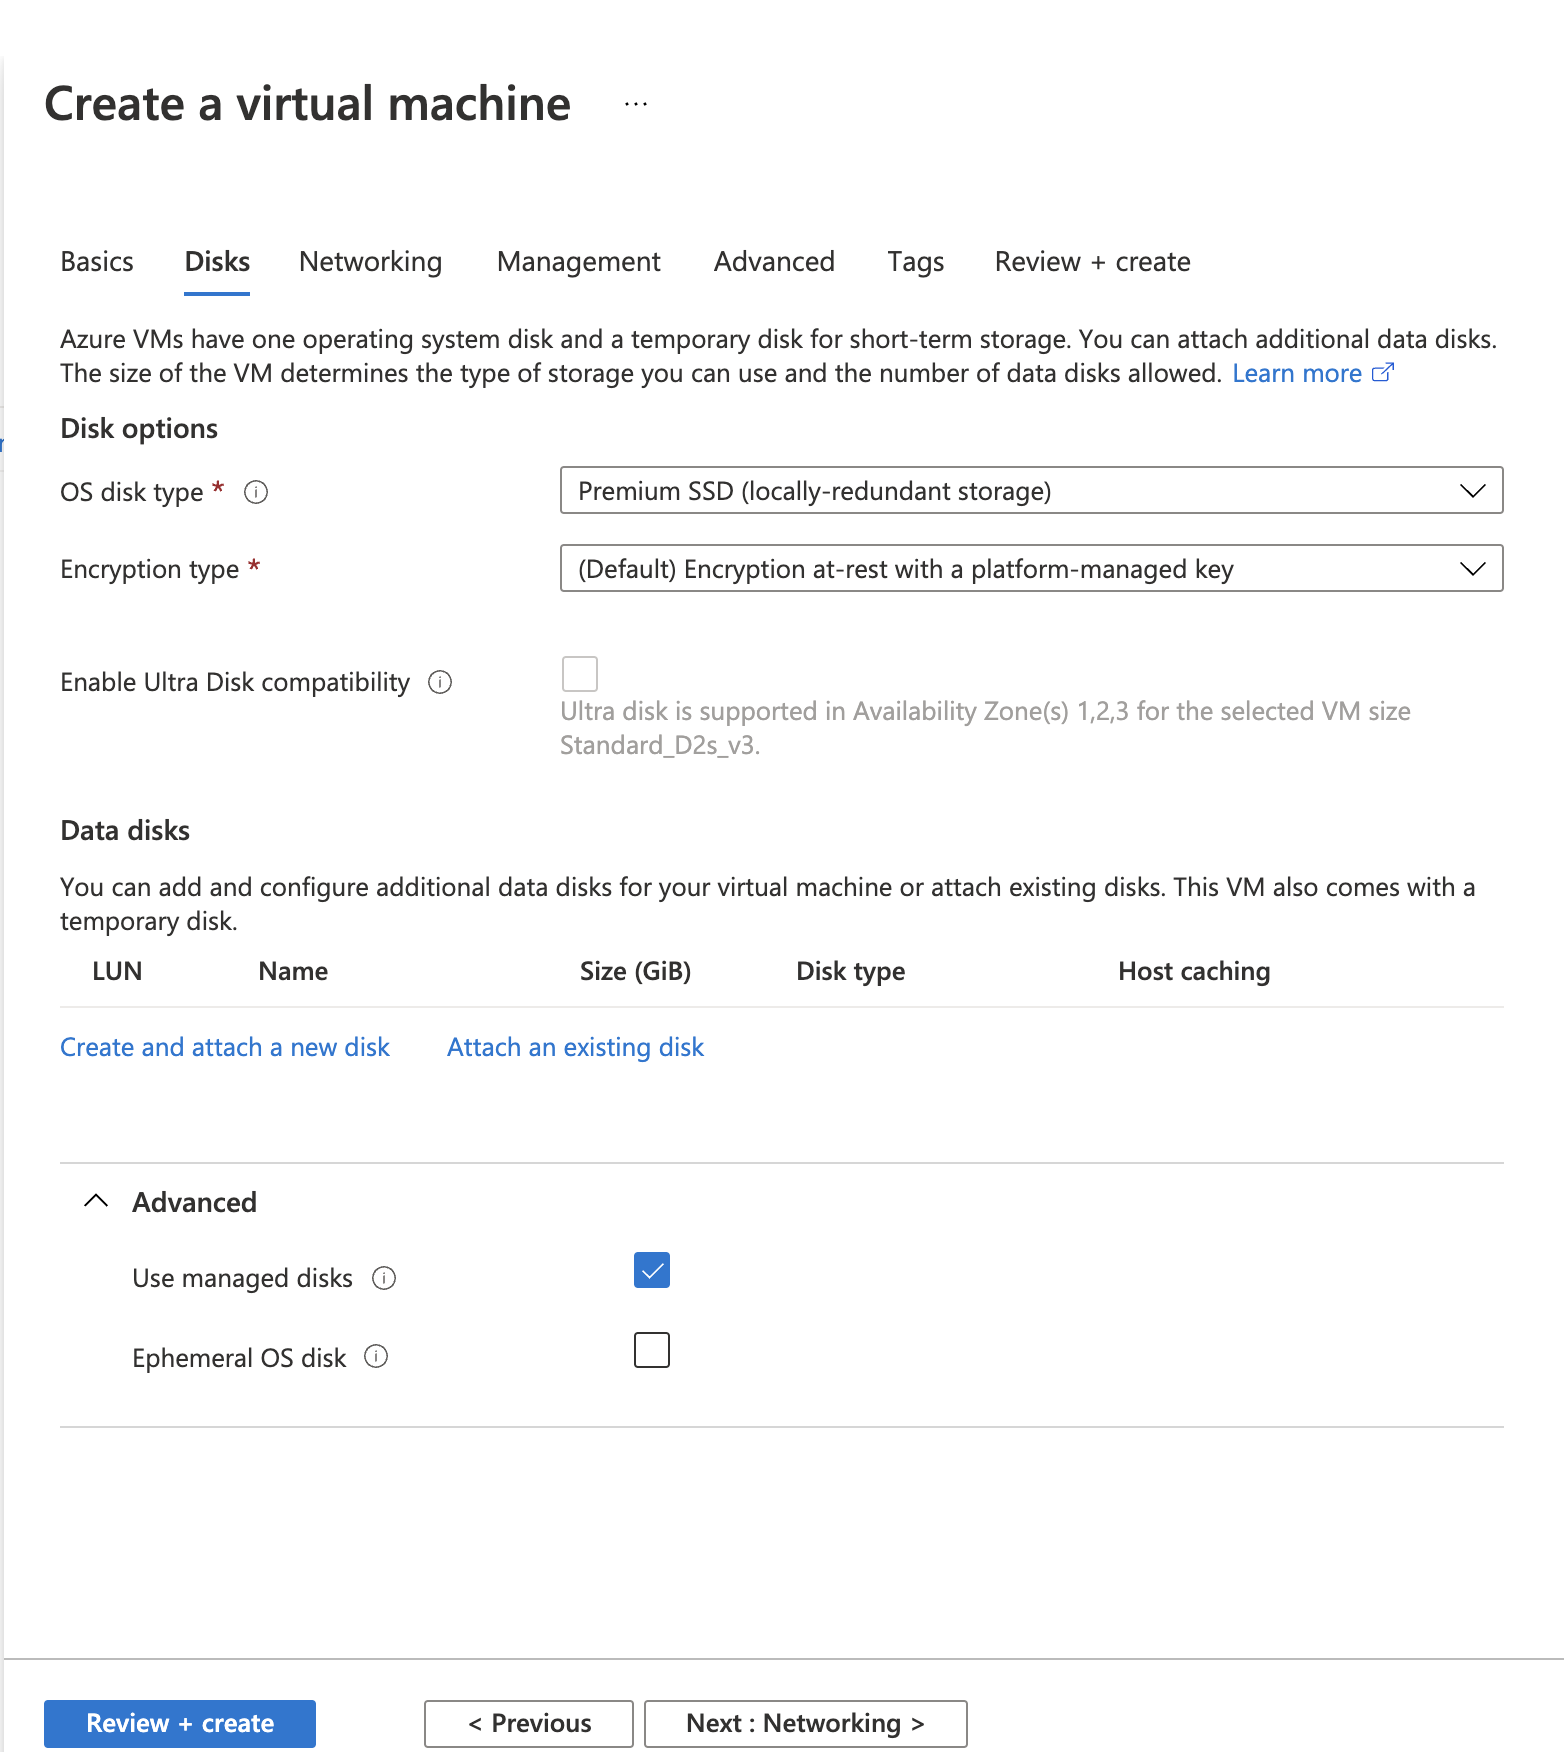 Create a virtual machine ...
Basics Disks Networking Management Advanced Tags Review + create
Azure VMs have one operating system disk and a temporary disk for short-term storage. You can attach additional data disks.
The size of the VM determines the type of storage you can use and the number of data disks allowed. Learn more
Disk options
OS disk type * Premium SSD (locally-redundant storage)
Encryption type * (Default) Encryption at-rest with a platform-managed key
Enable Ultra Disk compatibility
Ultra disk is supported in Availability Zone(s) 1,2,3 for the selected VM size
Standard_D2s_v3.
Data disks
You can add and configure additional data disks for your virtual machine or attach existing disks. This VM also comes with a
temporary disk.
LUN Name Size (GiB) Disk type Host caching
Create and attach a new disk Attach an existing disk
Advanced
Use managed disks
Ephemeral OS disk
Review + create < Previous Next : Networking >